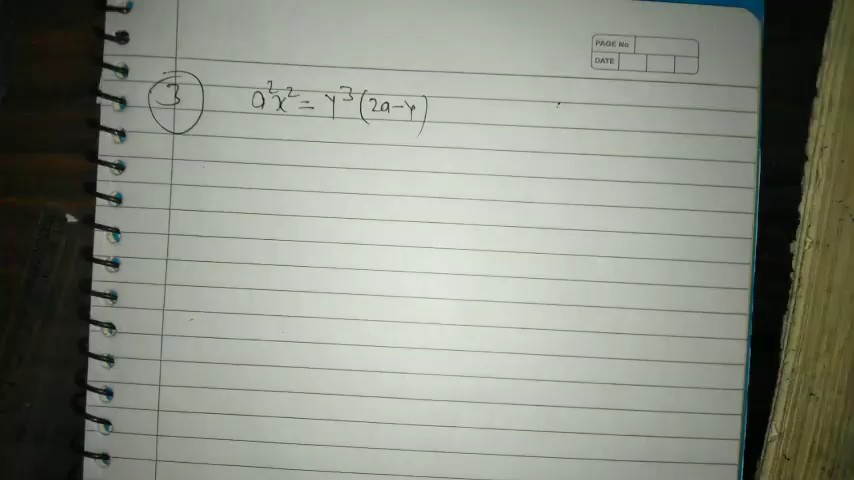 PAGE No
DATE
3 a²x² = y³(2a-y)